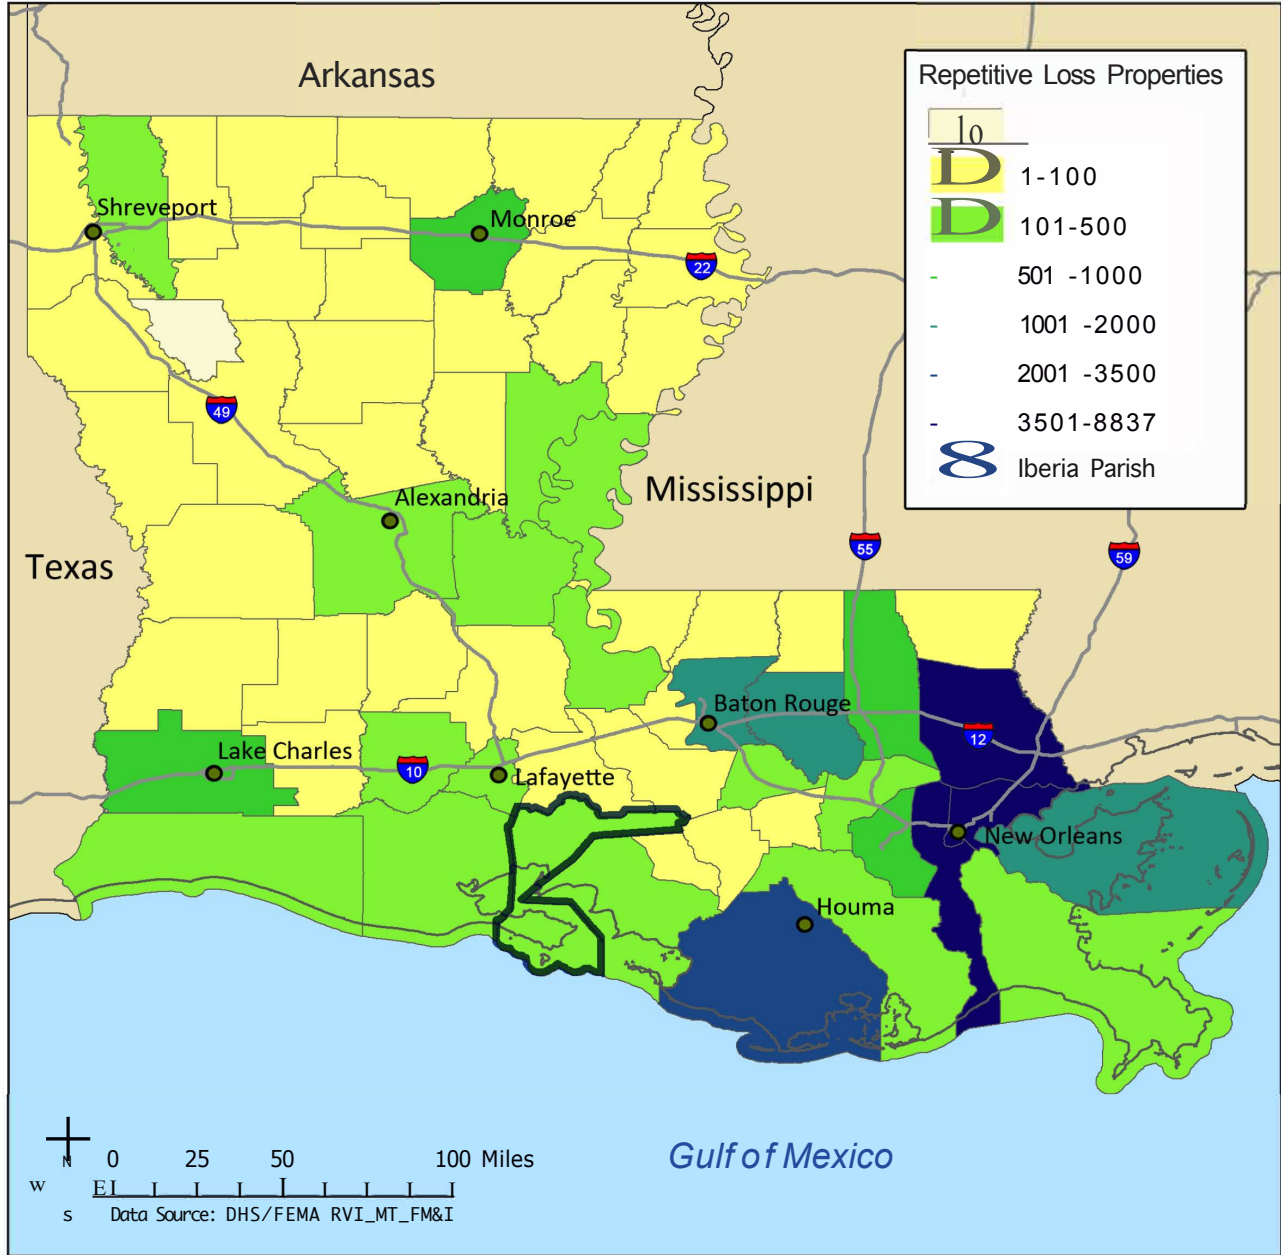 Arkansas
Repetitive Loss Properties
lo
D 1-100
D 101-500
- 501 -1000
- 1001 -2000
- 2001 -3500
- 3501-8837
8 Iberia Parish
Shreveport
Monroe
22
49
Alexandria
Mississippi
Texas
55
59
Baton Rouge
12
Lake Charles
10
Lafayette
New Orleans
Houma
Gulf of Mexico
N 0 25 50 100 Miles
W E
s Data Source: DHS/FEMA RVI_MT_FM&I